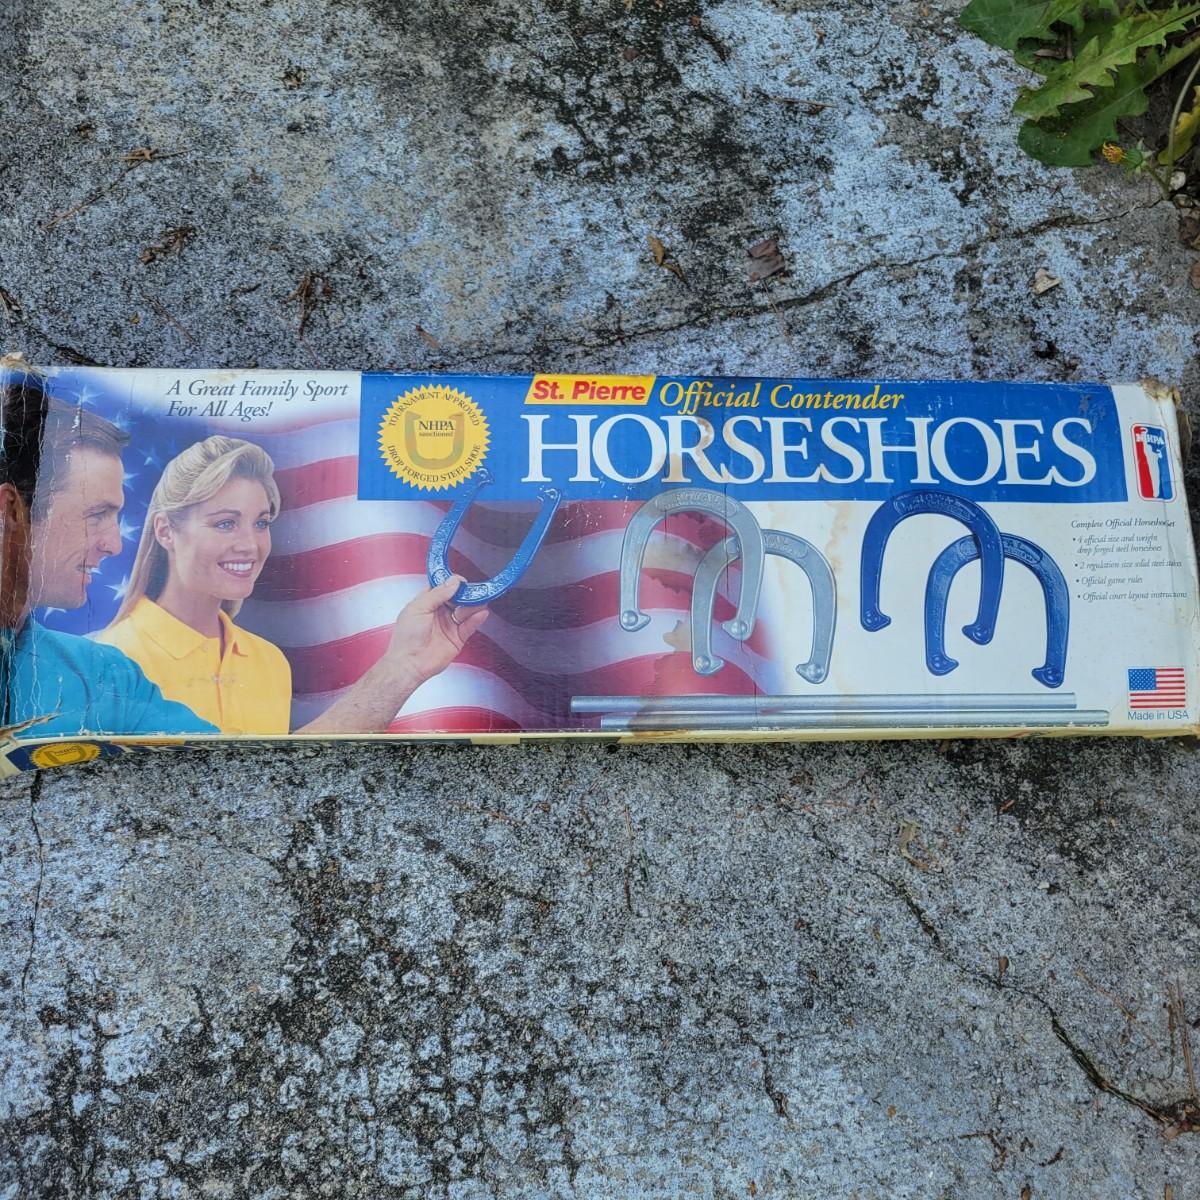 A Great Family Sport
For All Ages!
TOURNAMENT APPROVED
NHPA
sanctioned
DROP FORGED STEEL SHOE
St. Pierre Official Contender
HORSESHOES
NHPA
ROYAL
Complete Official Horseshoe Set
• 4 official size and weight
drop forged steel horseshoes
• 2 regulation size solid steel stakes
• Official game rules
• Official court layout instructions
Made in USA